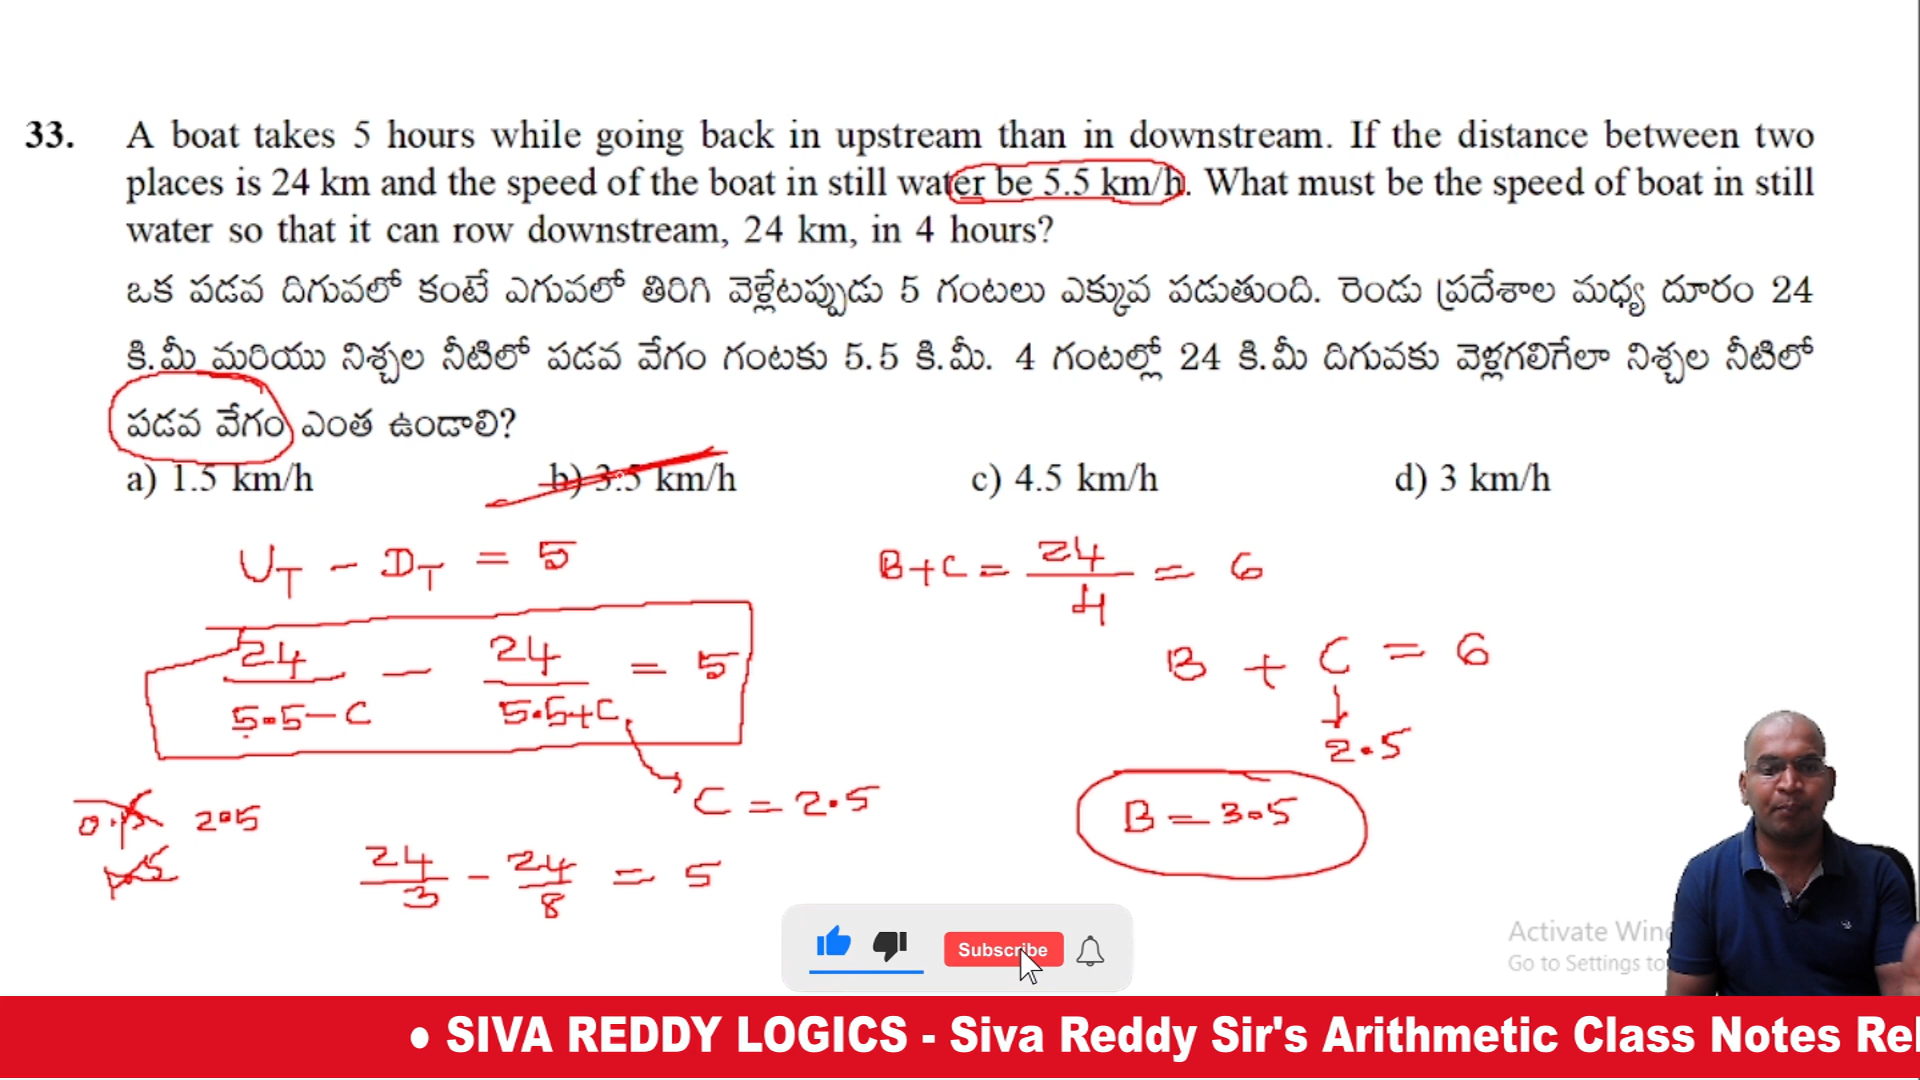 33. A boat takes 5 hours while going back in upstream than in downstream. If the distance between two
places is 24 km and the speed of the boat in still water be 5.5 km/h. What must be the speed of boat in still
water so that it can row downstream, 24 km, in 4 hours?
ఒక పడవ దిగువలో కంటే ఎగువలో తిరిగి వెళ్లేటప్పుడు 5 గంటలు ఎక్కువ పడుతుంది. రెండు ప్రదేశాల మధ్య దూరం 24
కి.మీ మరియు నిశ్చల నీటిలో పడవ వేగం గంటకు 5.5 కి.మీ. 4 గంటల్లో 24 కి.మీ దిగువకు వెళ్లగలిగేలా నిశ్చల నీటిలో
పడవ వేగం ఎంత ఉండాలి?
a) 1.5 km/h b) 3.5 km/h c) 4.5 km/h d) 3 km/h
U_T - D_T = 5
24/(5.5-C) - 24/(5.5+C) = 5
C = 2.5
2.5
24/3 - 24/8 = 5
B+C = 24/4 = 6
B + C = 6
2.5
B = 3.5
Subscribe
Activate Win
Go to Settings to
• SIVA REDDY LOGICS - Siva Reddy Sir's Arithmetic Class Notes Rel